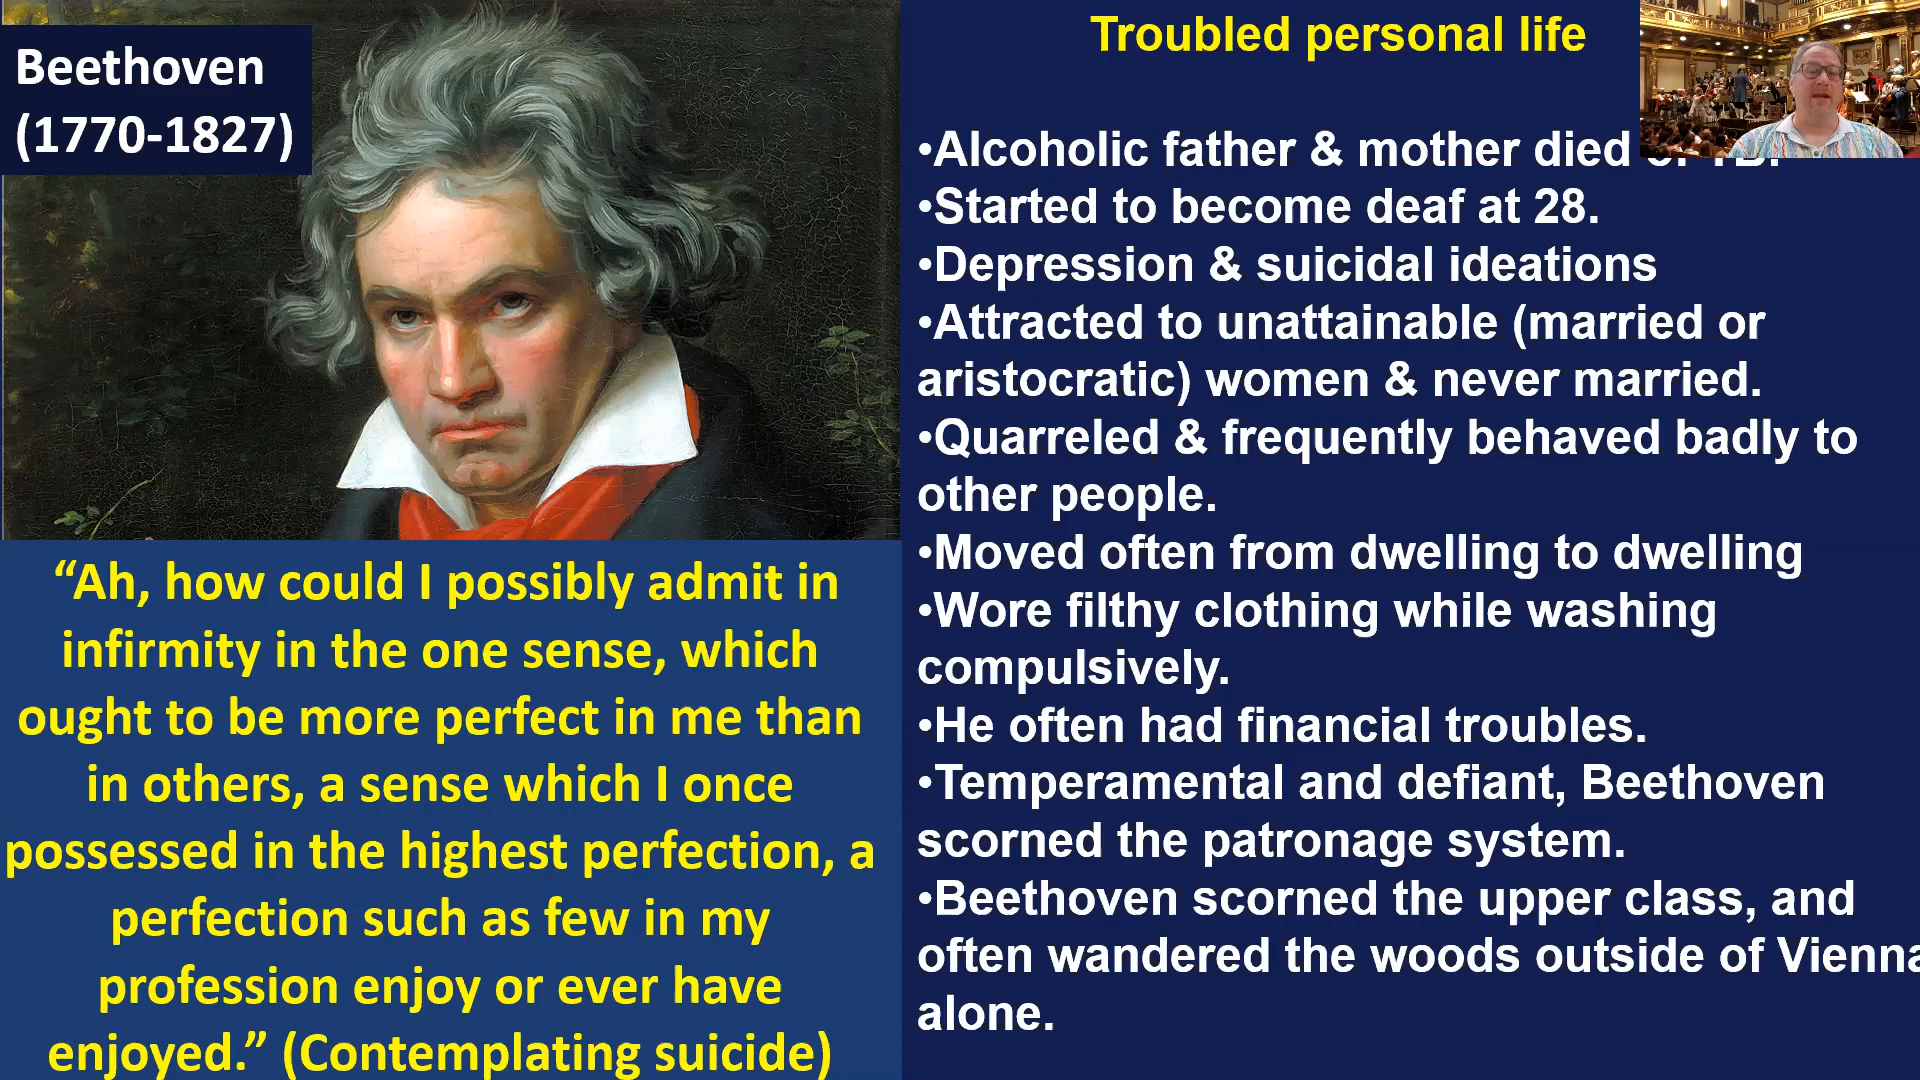 Beethoven
(1770-1827)
Troubled personal life
•Alcoholic father & mother died
•Started to become deaf at 28.
•Depression & suicidal ideations
•Attracted to unattainable (married or
aristocratic) women & never married.
•Quarreled & frequently behaved badly to
other people.
•Moved often from dwelling to dwelling
•Wore filthy clothing while washing
compulsively.
•He often had financial troubles.
•Temperamental and defiant, Beethoven
scorned the patronage system.
•Beethoven scorned the upper class, and
often wandered the woods outside of Vienna
alone.
“Ah, how could I possibly admit in
infirmity in the one sense, which
ought to be more perfect in me than
in others, a sense which I once
possessed in the highest perfection, a
perfection such as few in my
profession enjoy or ever have
enjoyed.” (Contemplating suicide)